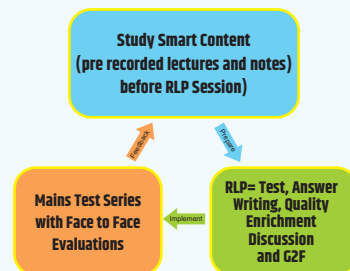 Study Smart Content
(pre recorded lectures and notes)
before RLP Session)
Feedback
Prepare
Mains Test Series
with Face to Face
Evaluations
Implement
RLP= Test, Answer
Writing, Quality
Enrichment
Discussion
and G2F